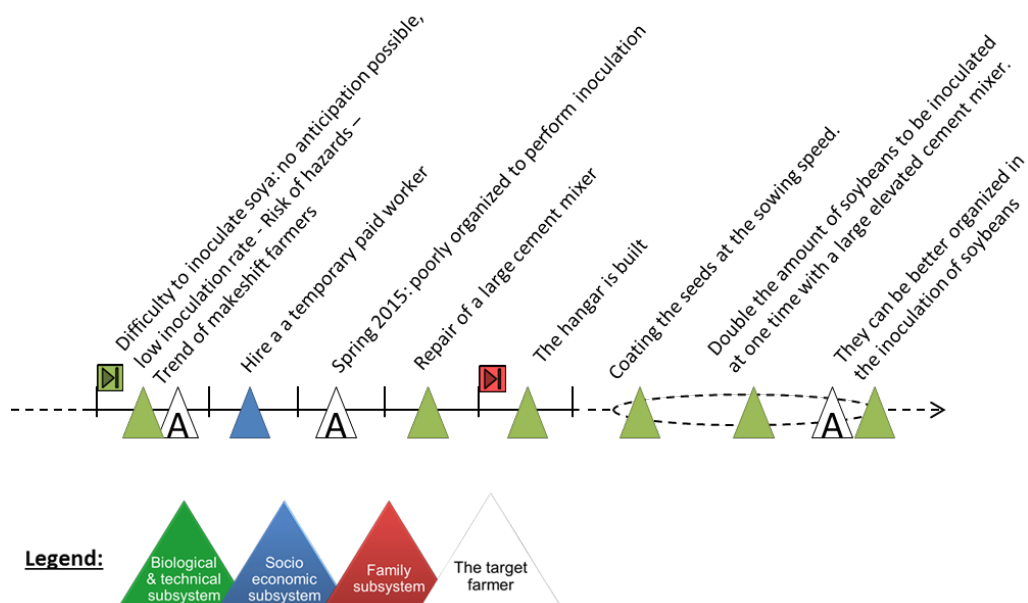 Difficulty to inoculate soya: no anticipation possible,
low inoculation rate - Risk of hazards –
Trend of makeshift farmers
Hire a a temporary paid worker
Spring 2015: poorly organized to perform inoculation
Repair of a large cement mixer
The hangar is built
Coating the seeds at the sowing speed.
Double the amount of soybeans to be inoculated
at one time with a large elevated cement mixer.
They can be better organized in
the inoculation of soybeans
A
A
A
Legend:
Biological
& technical
subsystem
Socio
economic
subsystem
Family
subsystem
The target
farmer